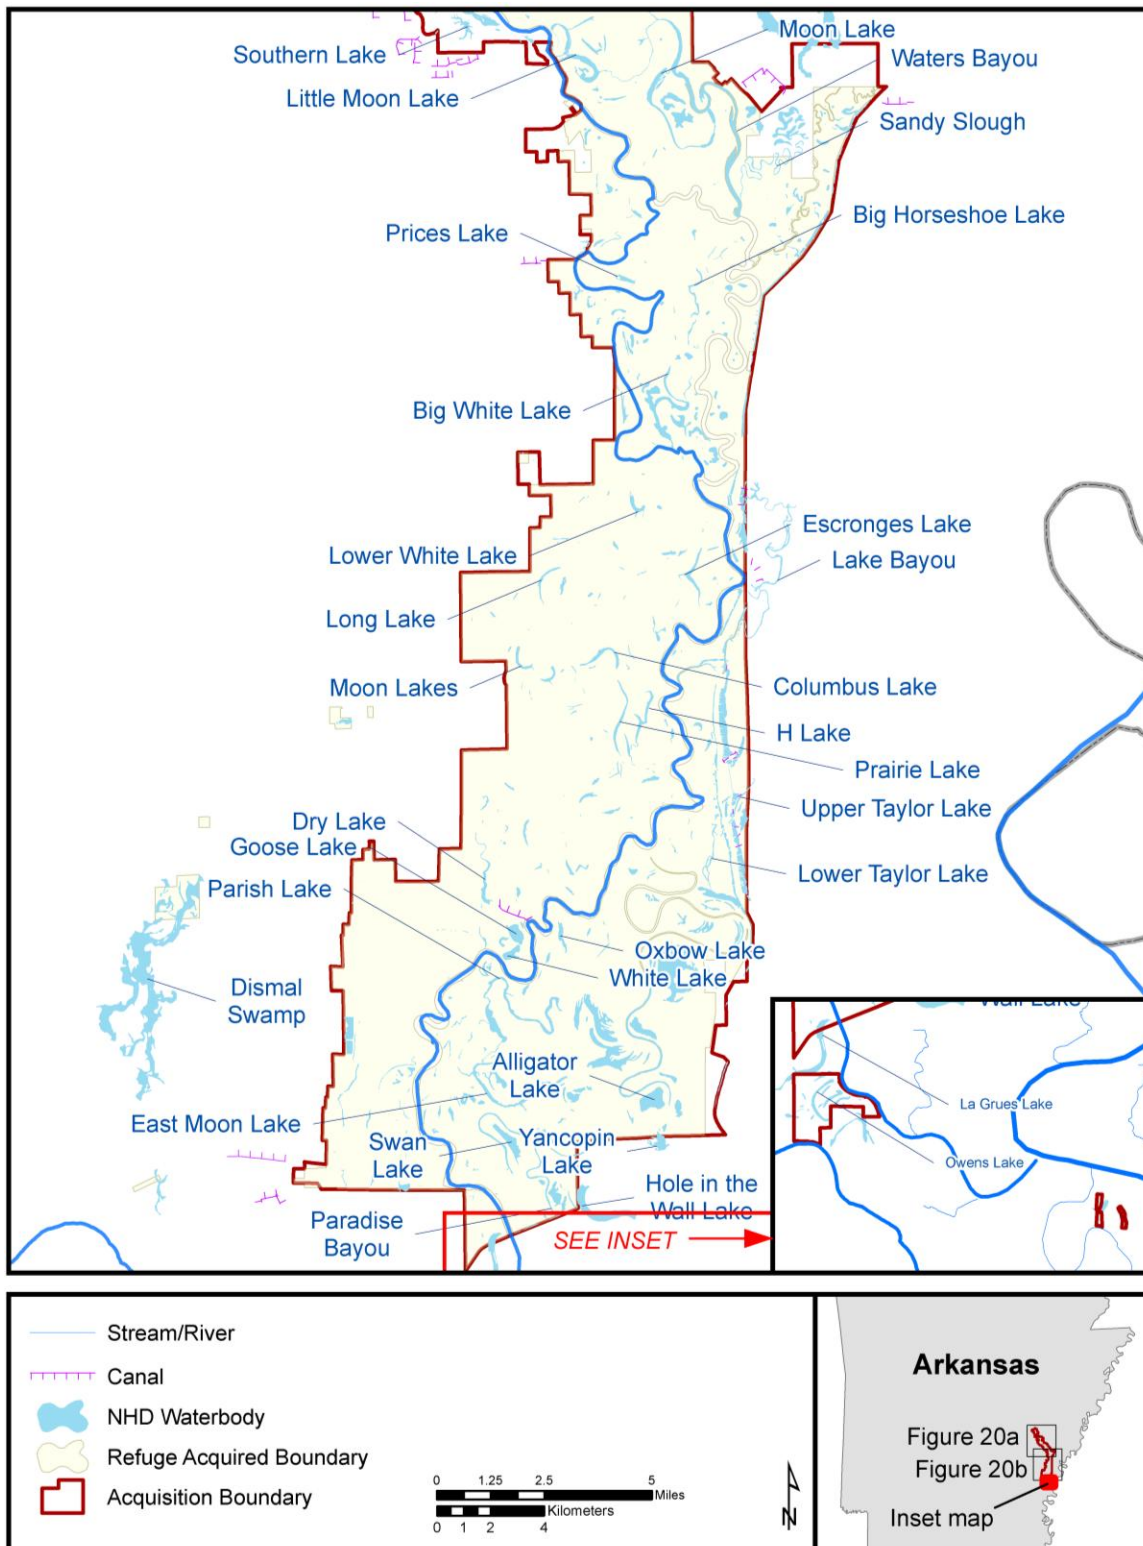 Moon Lake
Southern Lake
Waters Bayou
Little Moon Lake
Sandy Slough
Big Horseshoe Lake
Prices Lake
Big White Lake
Escronges Lake
Lower White Lake
Lake Bayou
Long Lake
Moon Lakes
Columbus Lake
H Lake
Prairie Lake
Upper Taylor Lake
Dry Lake
Goose Lake
Parish Lake
Lower Taylor Lake
Oxbow Lake
White Lake
Dismal
Swamp
Alligator
Lake
East Moon Lake
Swan
Lake
Yancopin
Lake
Hole in the
Wall Lake
Paradise
Bayou
SEE INSET
Wall Lake
La Grues Lake
Owens Lake
Stream/River
Canal
NHD Waterbody
Refuge Acquired Boundary
Acquisition Boundary
0 1.25 2.5 5
Miles
Kilometers
0 1 2 4
N
Arkansas
Figure 20a
Figure 20b
Inset map